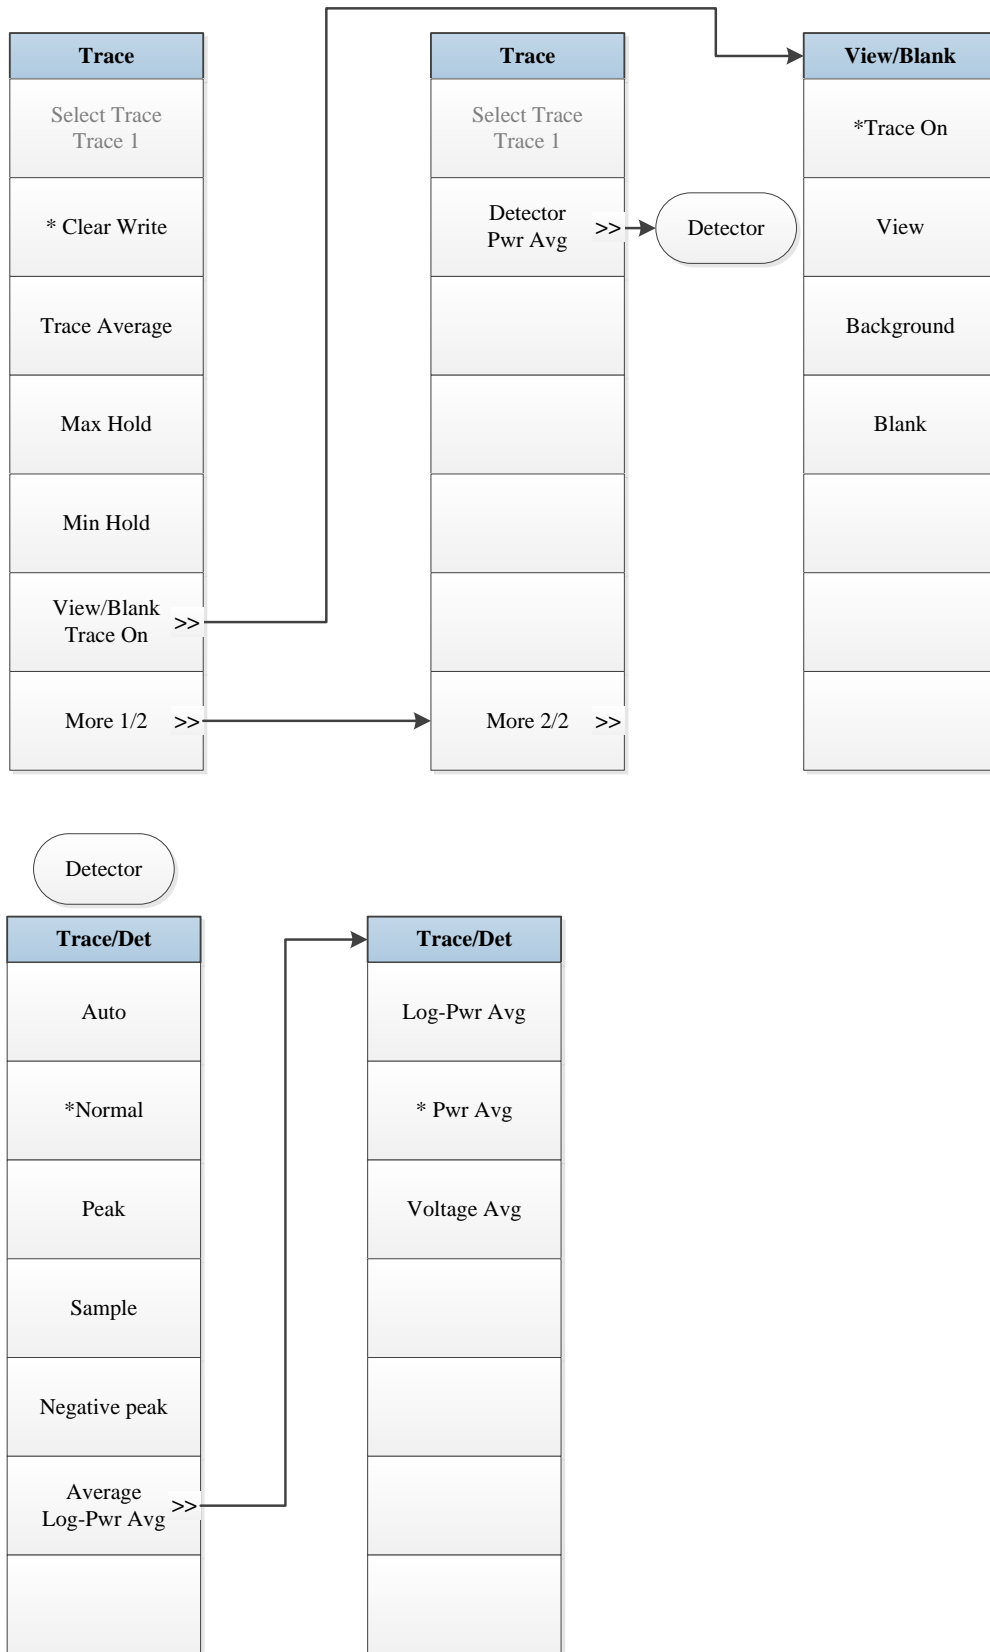 Trace
Select Trace
Trace 1
* Clear Write
Trace Average
Max Hold
Min Hold
View/Blank
Trace On
>>
More 1/2 >>
Trace
Select Trace
Trace 1
Detector
Pwr Avg
>>
Detector
More 2/2 >>
View/Blank
*Trace On
View
Background
Blank
Detector
Trace/Det
Auto
*Normal
Peak
Sample
Negative peak
Average
Log-Pwr Avg
>>
Trace/Det
Log-Pwr Avg
* Pwr Avg
Voltage Avg